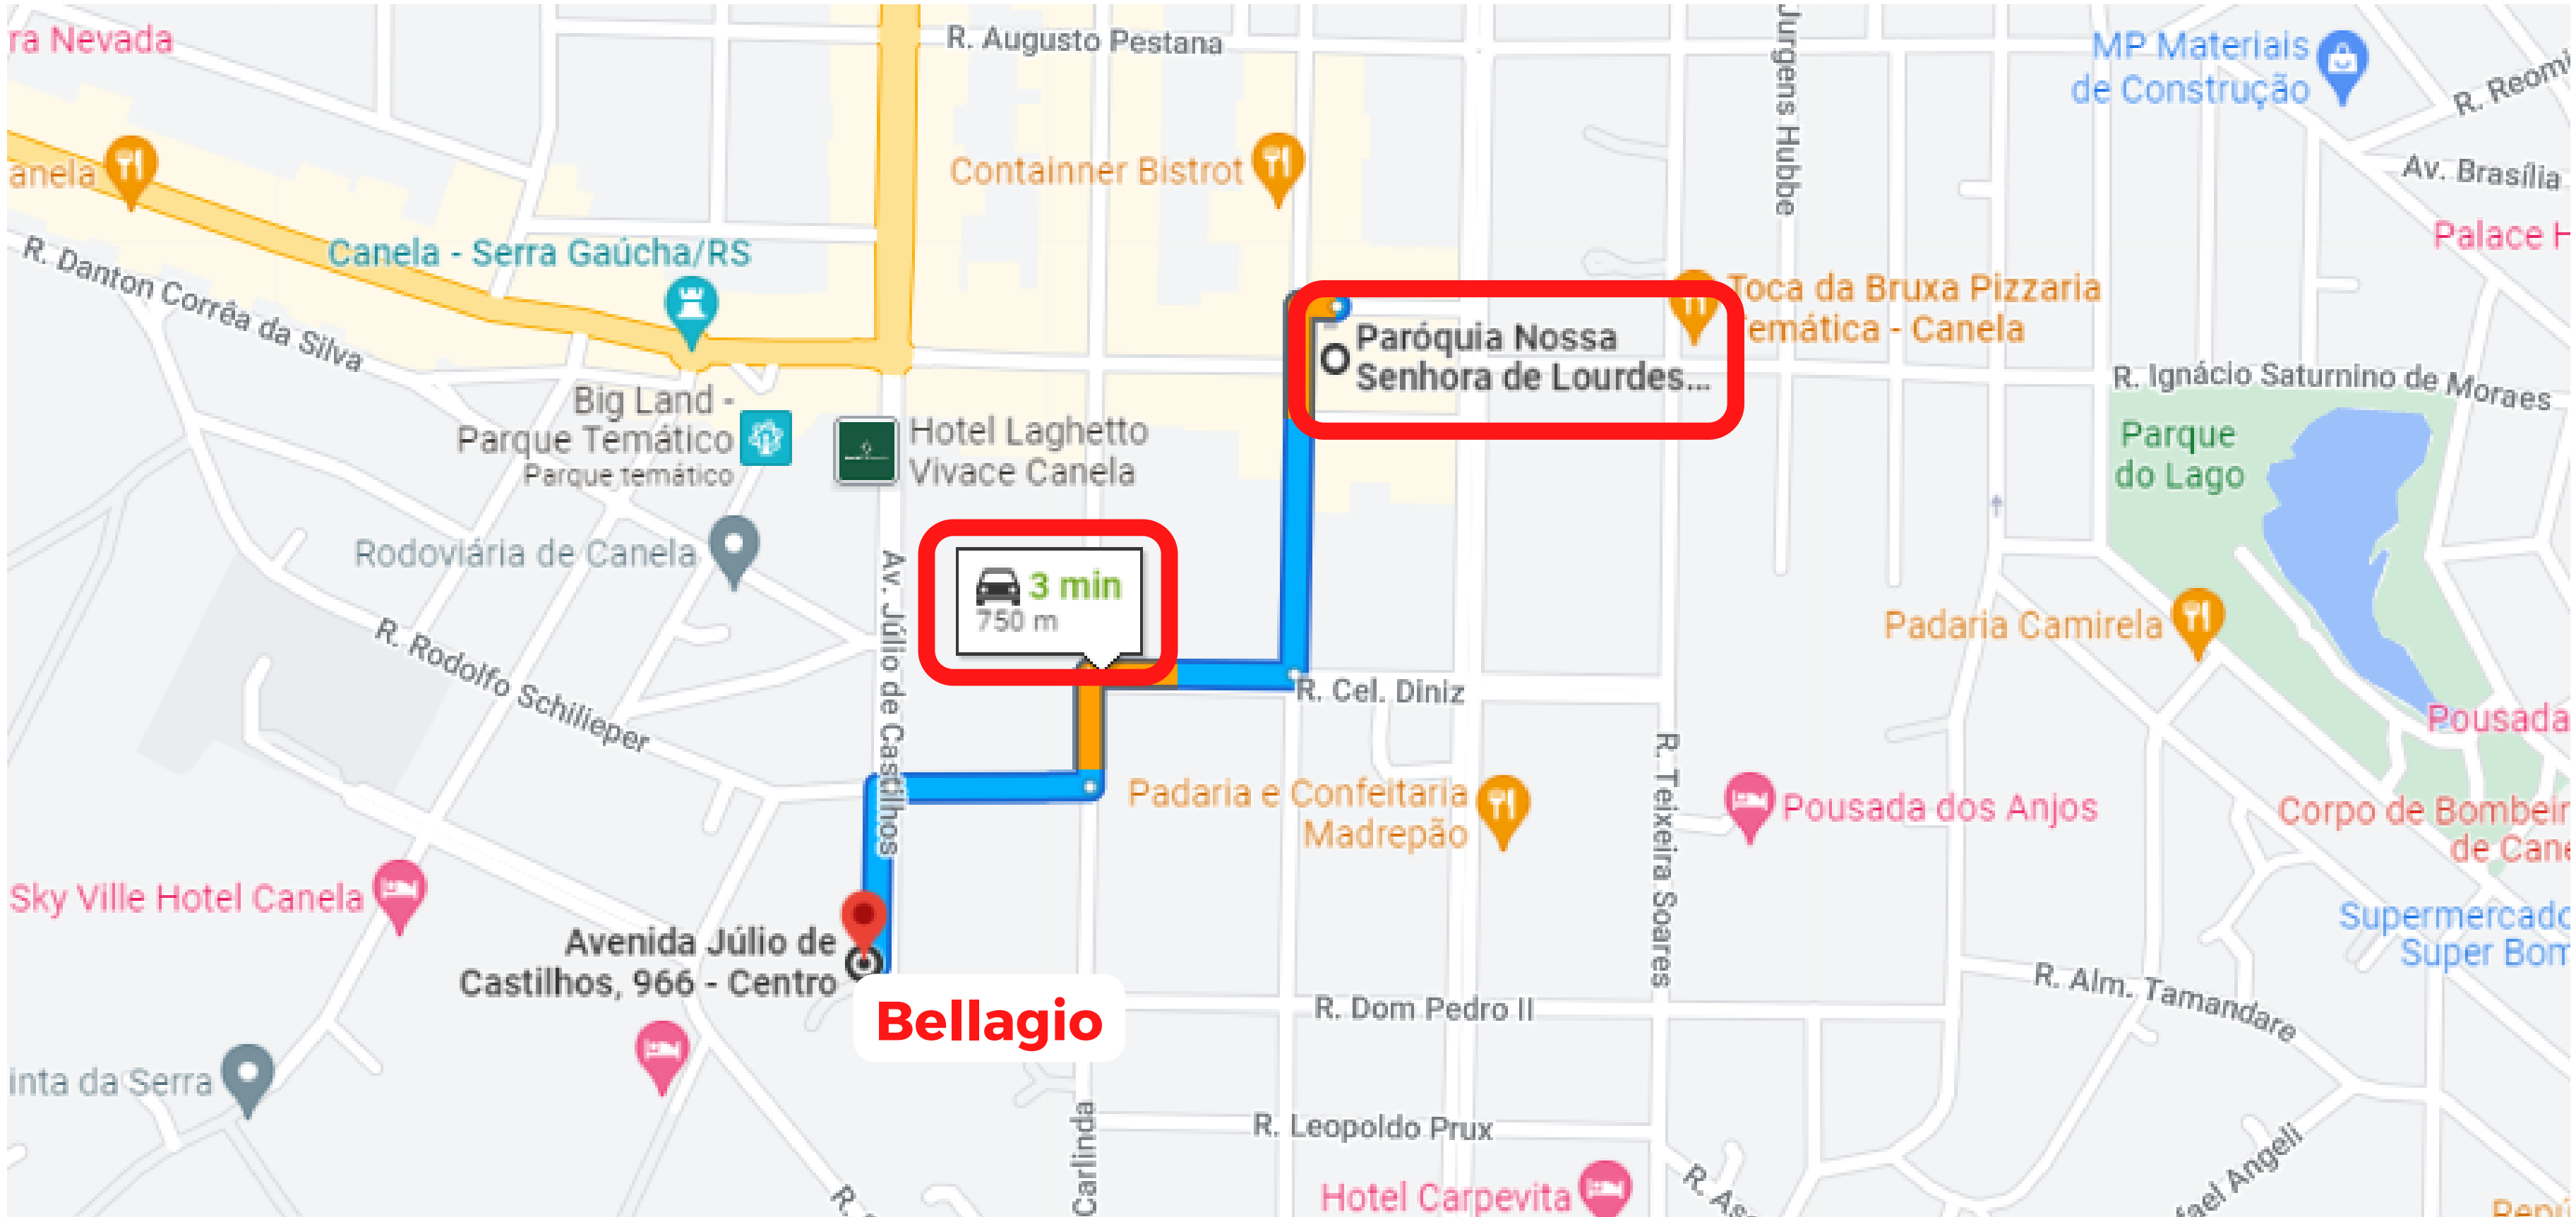 ra Nevada
R. Augusto Pestana
Jurgens Hubbe
MP Materiais
de Construção
R. Reomi
Av. Brasília
Palace H
anela
Containner Bistrot
R. Danton Corrêa da Silva
Canela - Serra Gaúcha/RS
Toca da Bruxa Pizzaria
Temática - Canela
Paróquia Nossa
Senhora de Lourdes...
R. Ignácio Saturnino de Moraes
Big Land -
Parque Temático
Parque temático
Hotel Laghetto
Vivace Canela
Parque
do Lago
Rodoviária de Canela
Av. Júlio de Castilhos
3 min
750 m
Padaria Camirela
R. Rodolfo Schilieper
R. Cel. Diniz
Pousada
R. Teixeira Soares
Padaria e Confeitaria
Madrepão
Pousada dos Anjos
Corpo de Bombeir
de Cane
Sky Ville Hotel Canela
Supermercado
Super Bom
Avenida Júlio de
Castilhos, 966 - Centro
Bellagio
R. Dom Pedro II
R. Alm. Tamandare
inta da Serra
Carlinda
R. Leopoldo Prux
Hotel Carpevita
R. Ass
fael Angeli